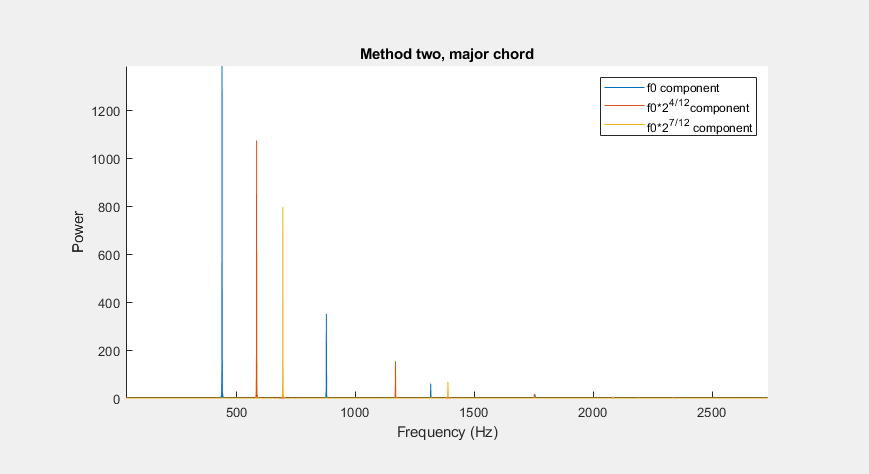 Method two, major chord
f0 component
f0*2^4/12component
f0*2^7/12 component
1200
1000
800
600
400
200
0
Power
500
1000
1500
2000
2500
Frequency (Hz)